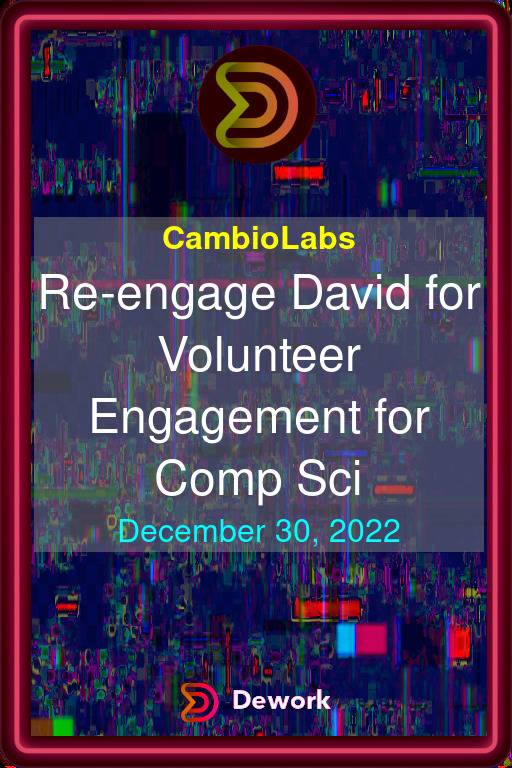 CambioLabs
Re-engage David for
Volunteer
Engagement for
Comp Sci
December 30, 2022
Dework